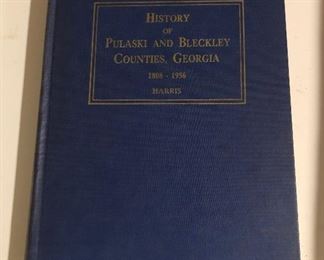 HISTORY
OF
PULASKI AND BLECKLEY
COUNTIES, GEORGIA
1808 - 1956
HARRIS